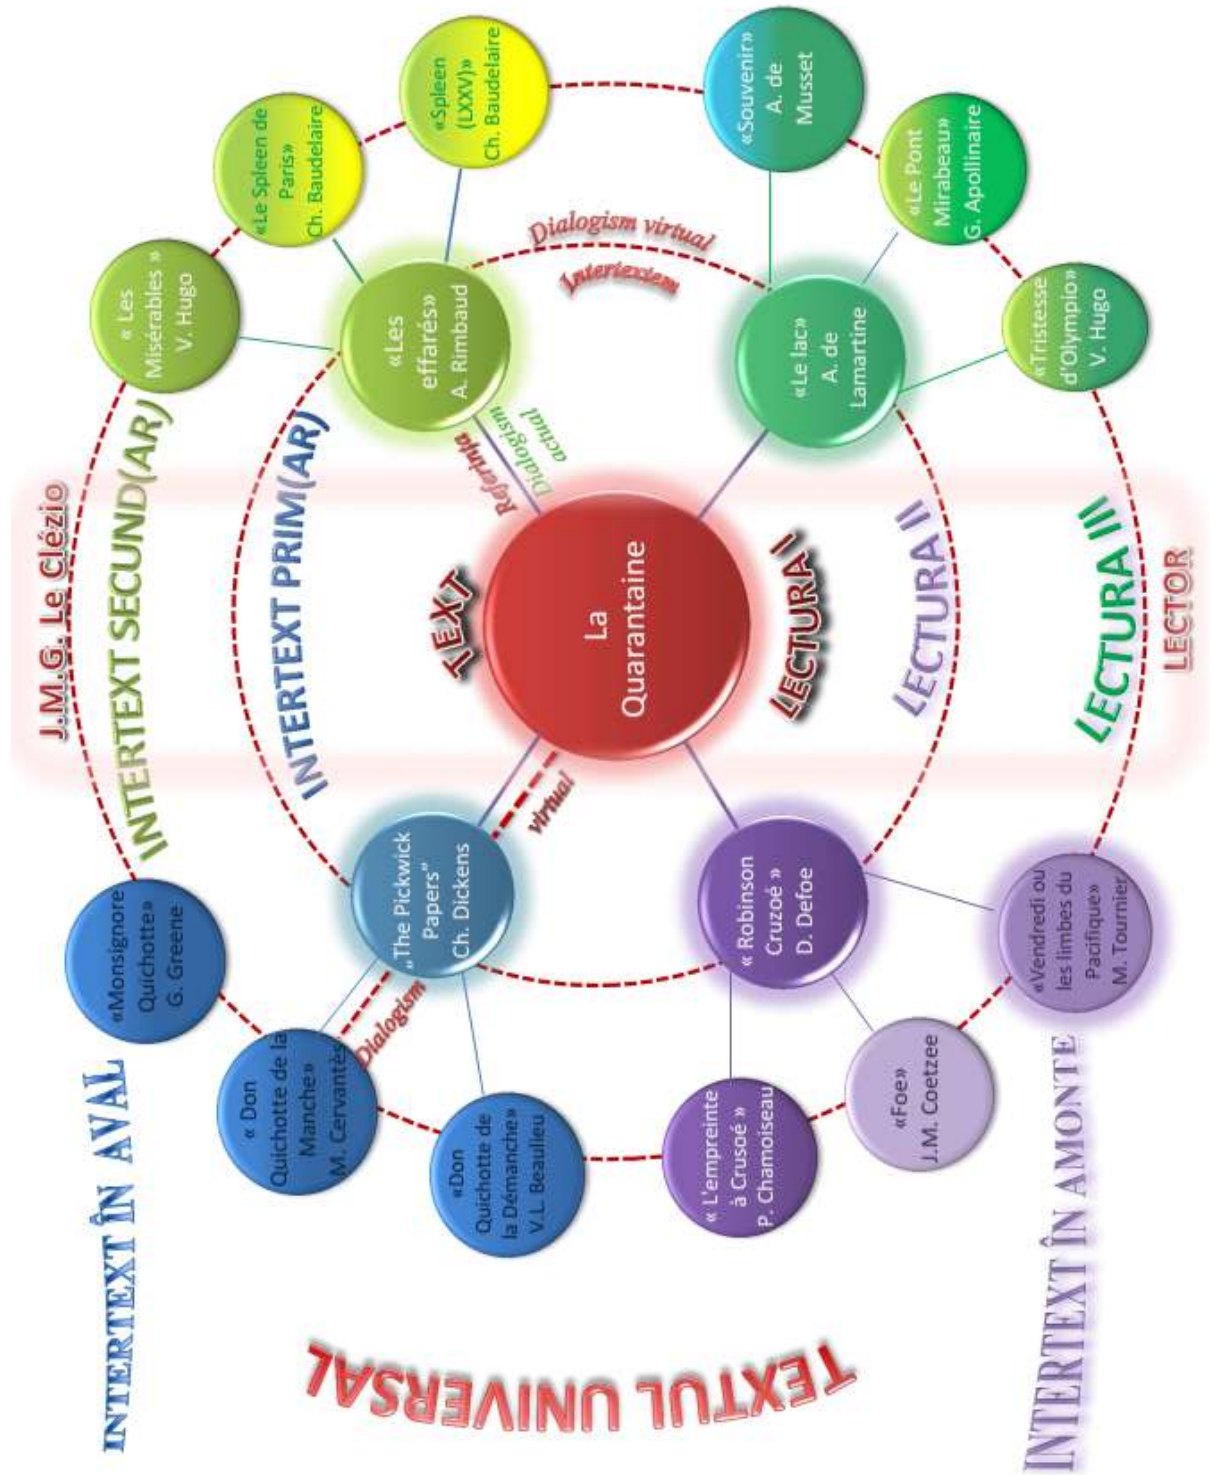 J.M.G. Le Clézio
INTERTEXT SECUND(AR)
INTERTEXT PRIM(AR)
TEXT
La
Quarantaine
LECTURA I
LECTURA II
LECTURA III
LECTOR
INTERTEXT ÎN AVAL
«Monsignore
Quichotte»
G. Greene
« Don
Quichotte de la
Manche»
M. Cervantès
«Don
Quichotte de
la Démanche»
V.L. Beaulieu
„The Pickwick
Papers”
Ch. Dickens
Dialogism
virtual
« Les
Misérables »
V. Hugo
«Le Spleen de
Paris»
Ch. Baudelaire
«Spleen
(LXXV)»
Ch. Baudelaire
«Les
effarés»
A. Rimbaud
Referinţa
Dialogism
actual
Dialogism virtual
Intertextem
«Souvenir»
A. de
Musset
«Le Pont
Mirabeau»
G. Apollinaire
«Tristesse
d'Olympio»
V. Hugo
«Le lac»
A. de
Lamartine
« Robinson
Cruzoé »
D. Defoe
« L'empreinte
à Crusoé »
P. Chamoiseau
«Foe»
J.M. Coetzee
«Vendredi ou
les limbes du
Pacifique»
M. Tournier
INTERTEXT ÎN AMONTE
TEXTUL UNIVERSAL